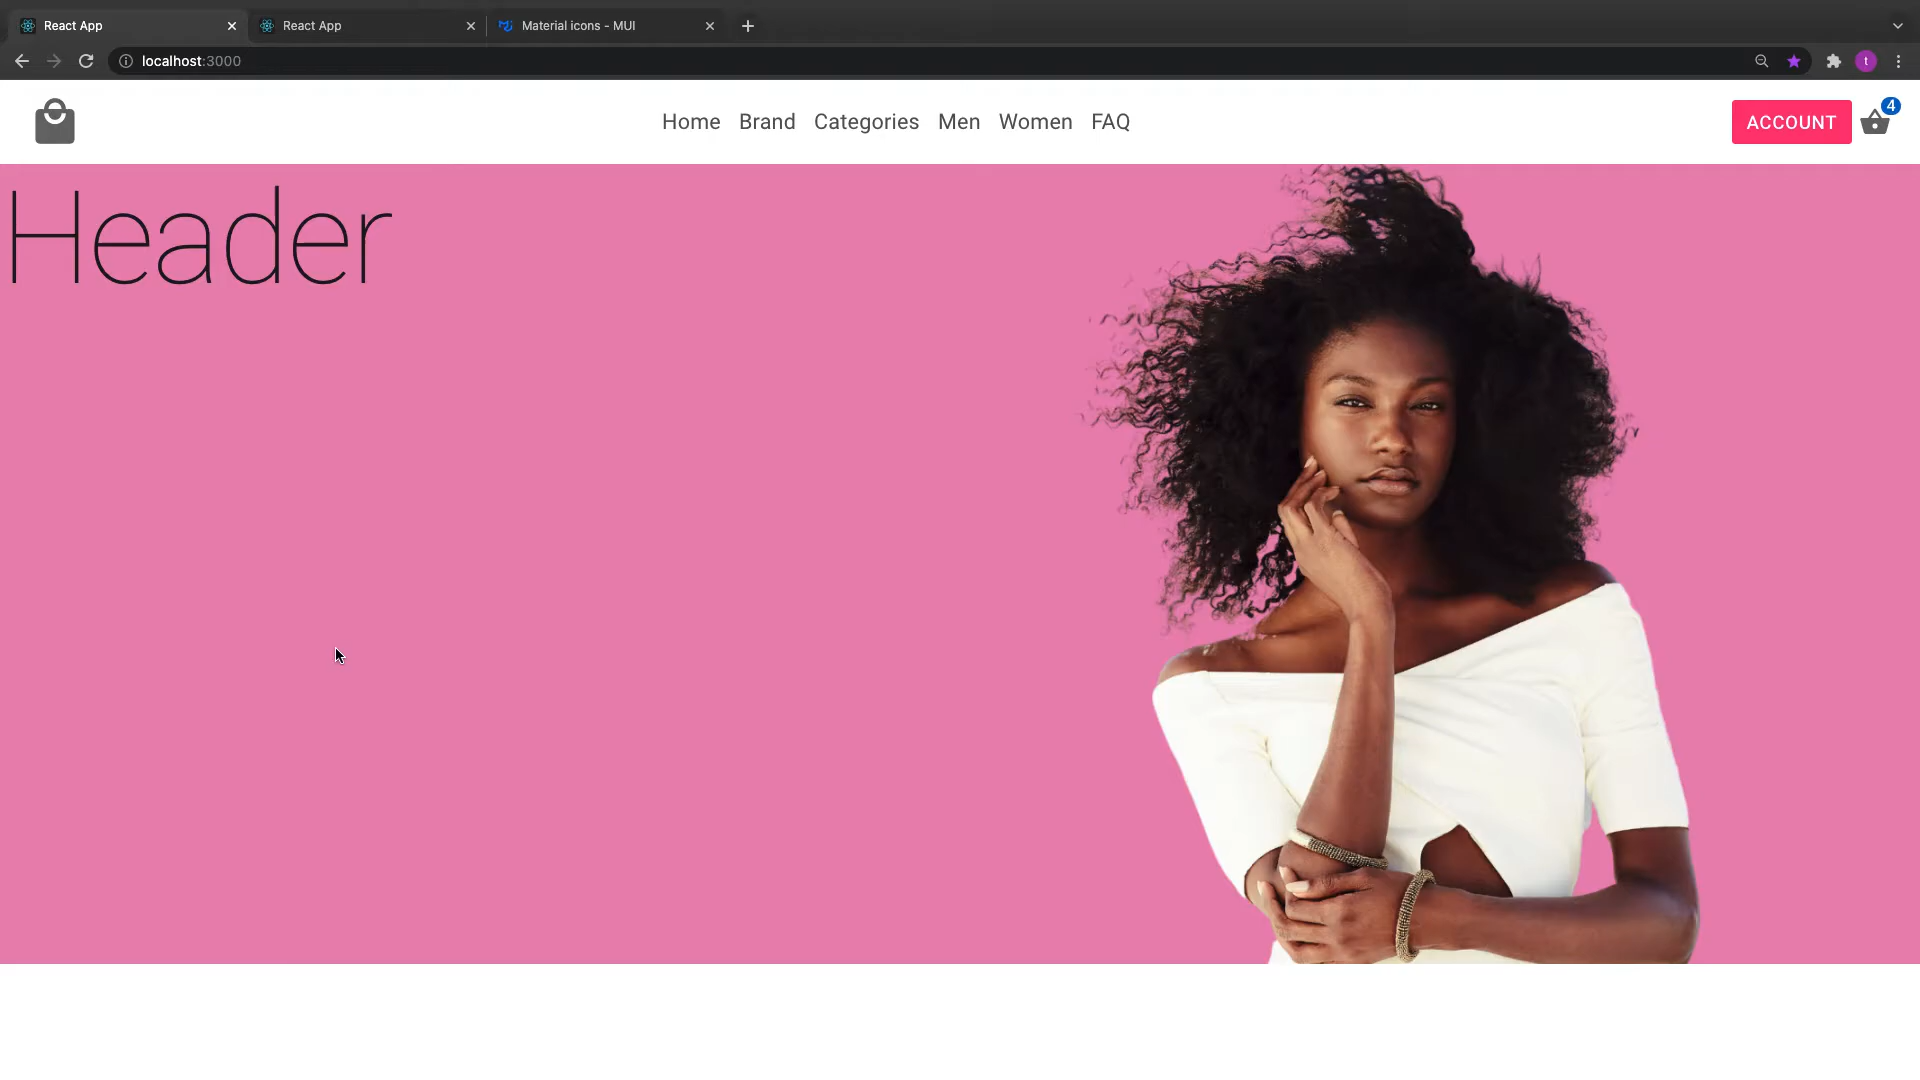 React App
React App
Material icons - MUI
localhost:3000
t
Home Brand Categories Men Women FAQ
ACCOUNT
4
Header